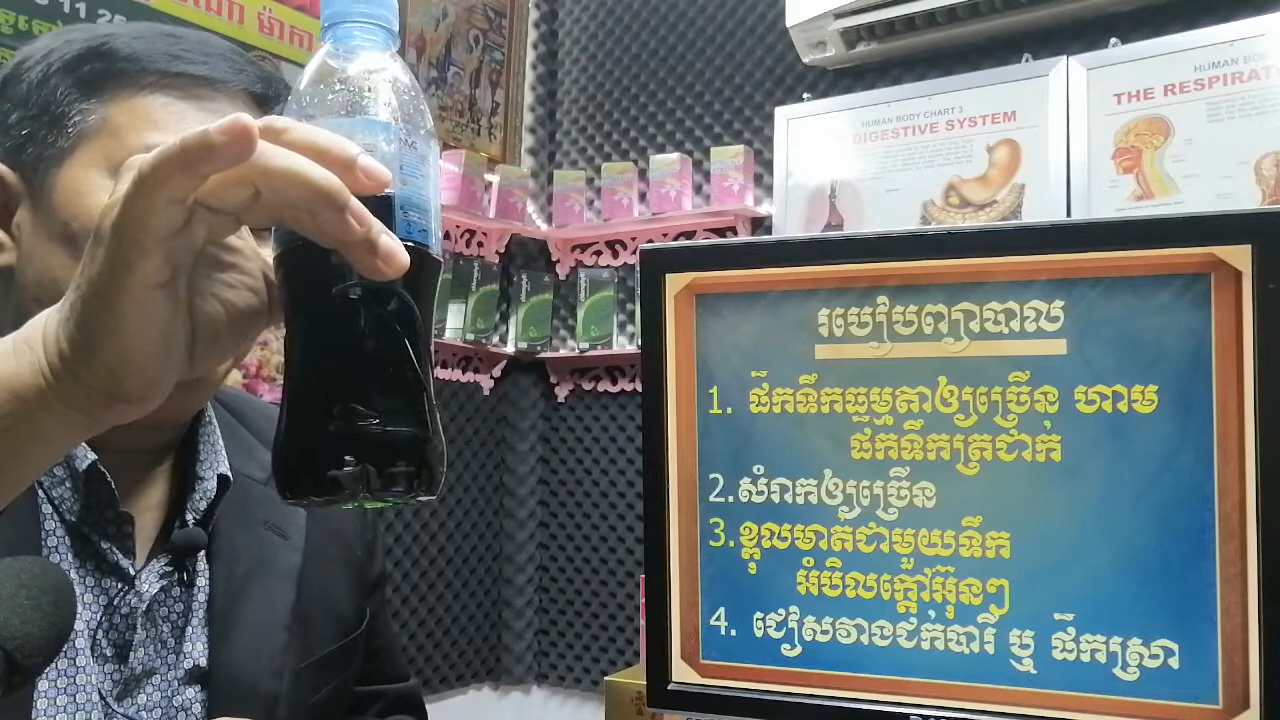 11 25
ម៉ាកា
HUMAN BODY CHART 3
DIGESTIVE SYSTEM
HUMAN BO
THE RESPIRAT
របៀបព្យាបាល
1. ផឹកទឹកធម្មតាឲ្យច្រើន ហាម
ផឹកទឹកត្រជាក់
2.សំរាកឲ្យច្រើន
3.ខ្ពុលមាត់ជាមួយទឹក
អំបិលក្តៅអ៊ុនៗ
4. ជៀសវាងជក់បារី ឬ ផឹកស្រា